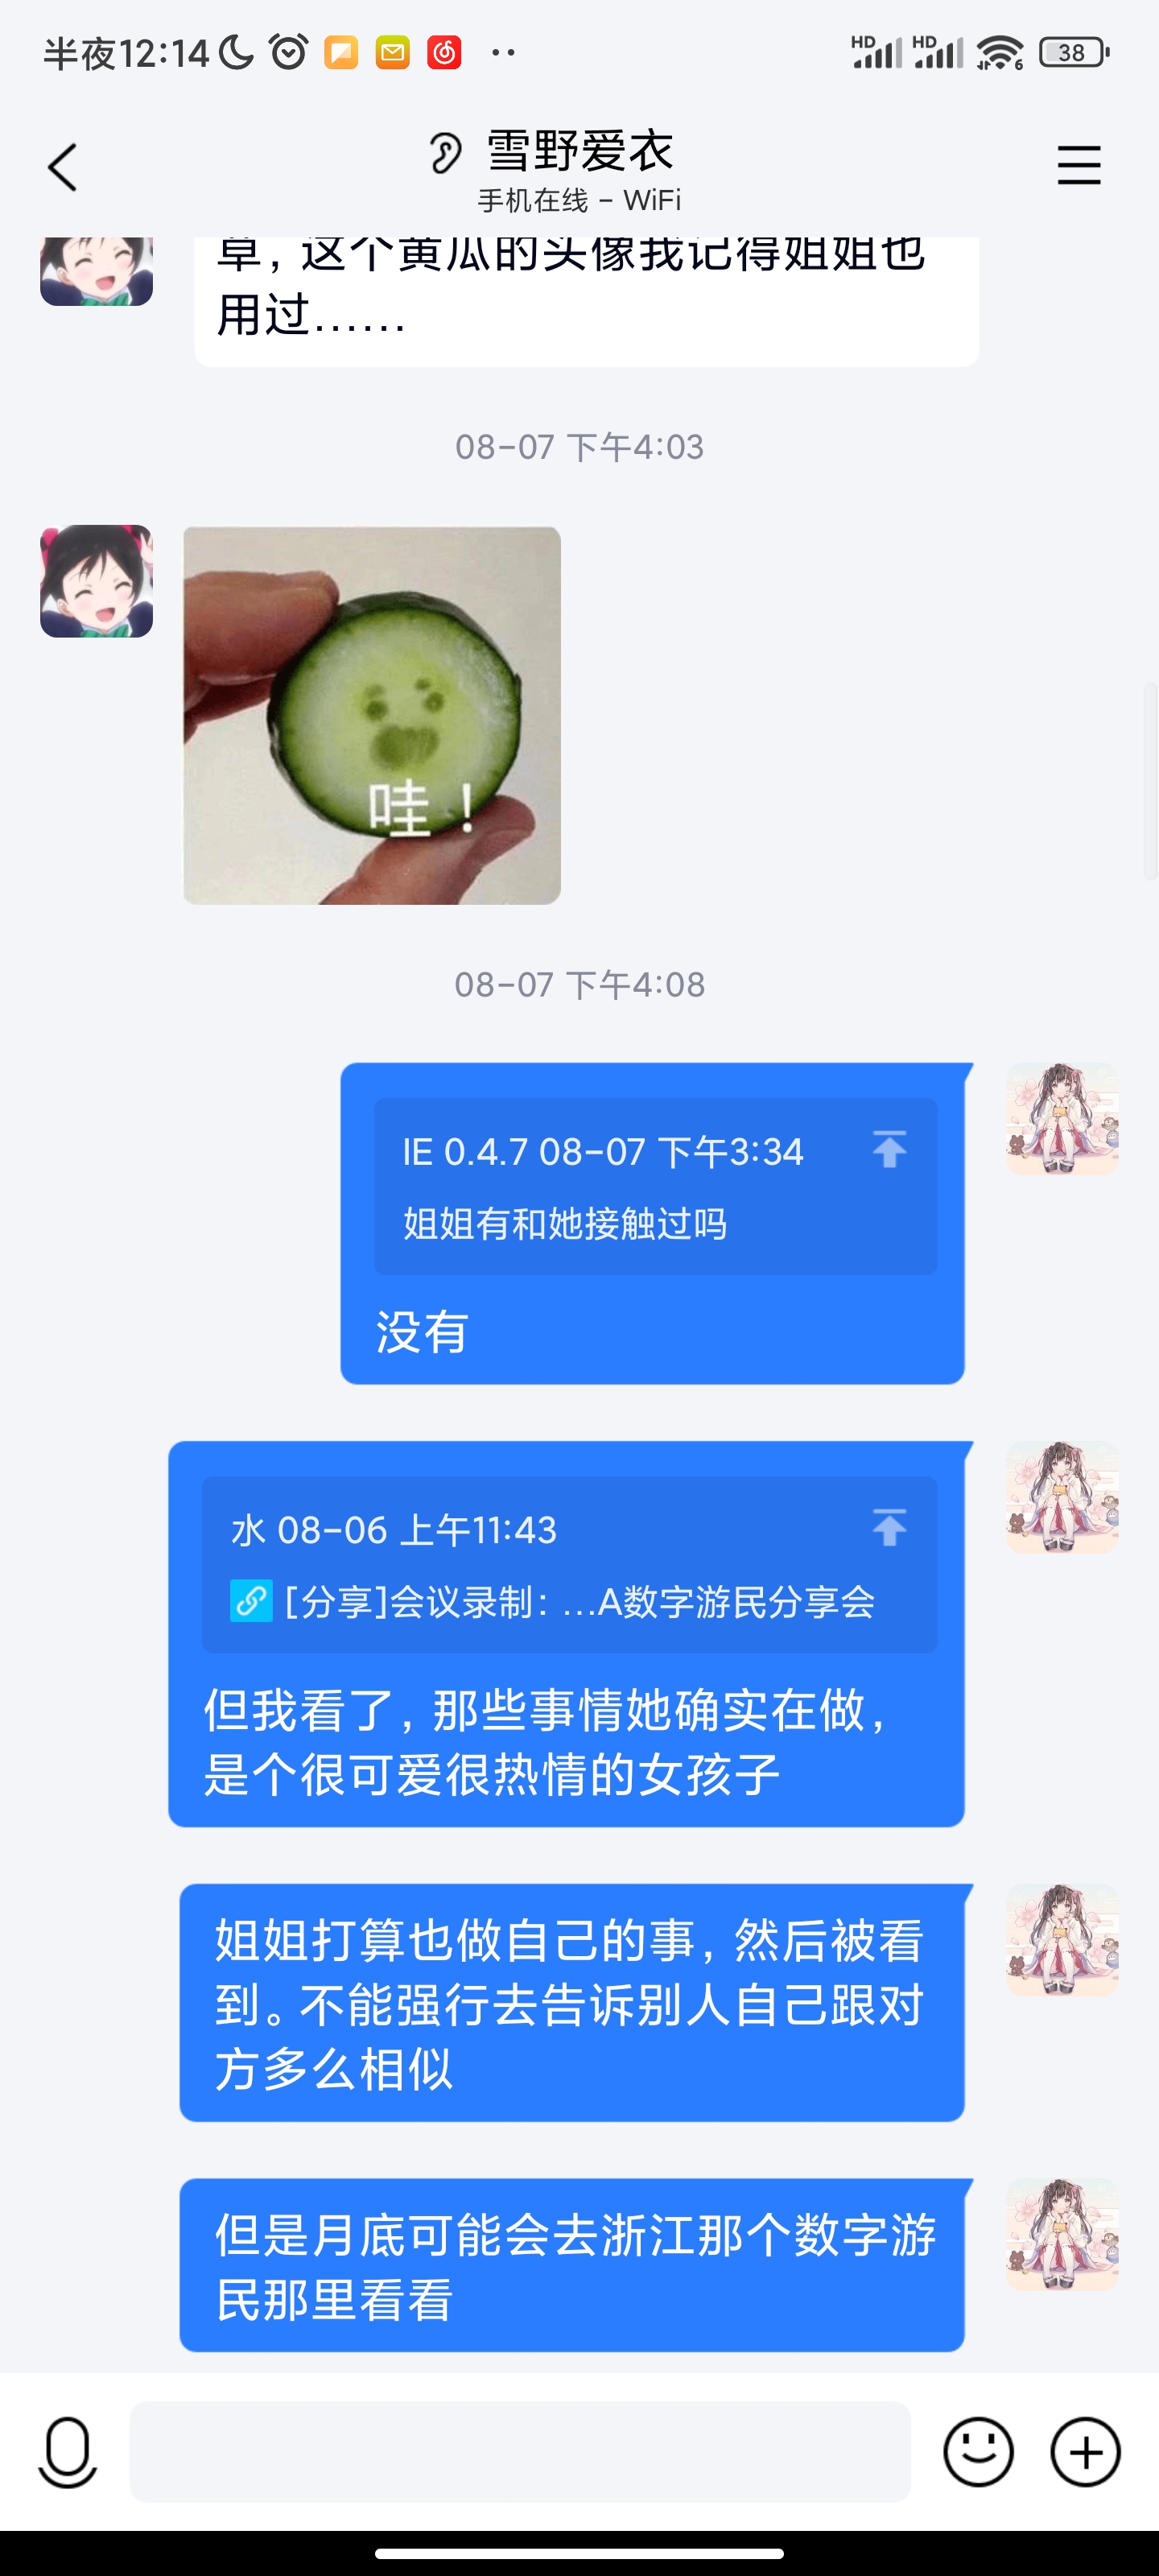 半夜12:14
HD HD 6 38
雪野爱衣
手机在线 - WiFi
草，这个黄瓜的头像我记得姐姐也
用过……
08-07 下午4:03
哇！
08-07 下午4:08
IE 0.4.7 08-07 下午3:34
姐姐有和她接触过吗
没有
水 08-06 上午11:43
[分享]会议录制：...A数字游民分享会
但我看了，那些事情她确实在做，
是个很可爱很热情的女孩子
姐姐打算也做自己的事，然后被看
到。不能强行去告诉别人自己跟对
方多么相似
但是月底可能会去浙江那个数字游
民那里看看